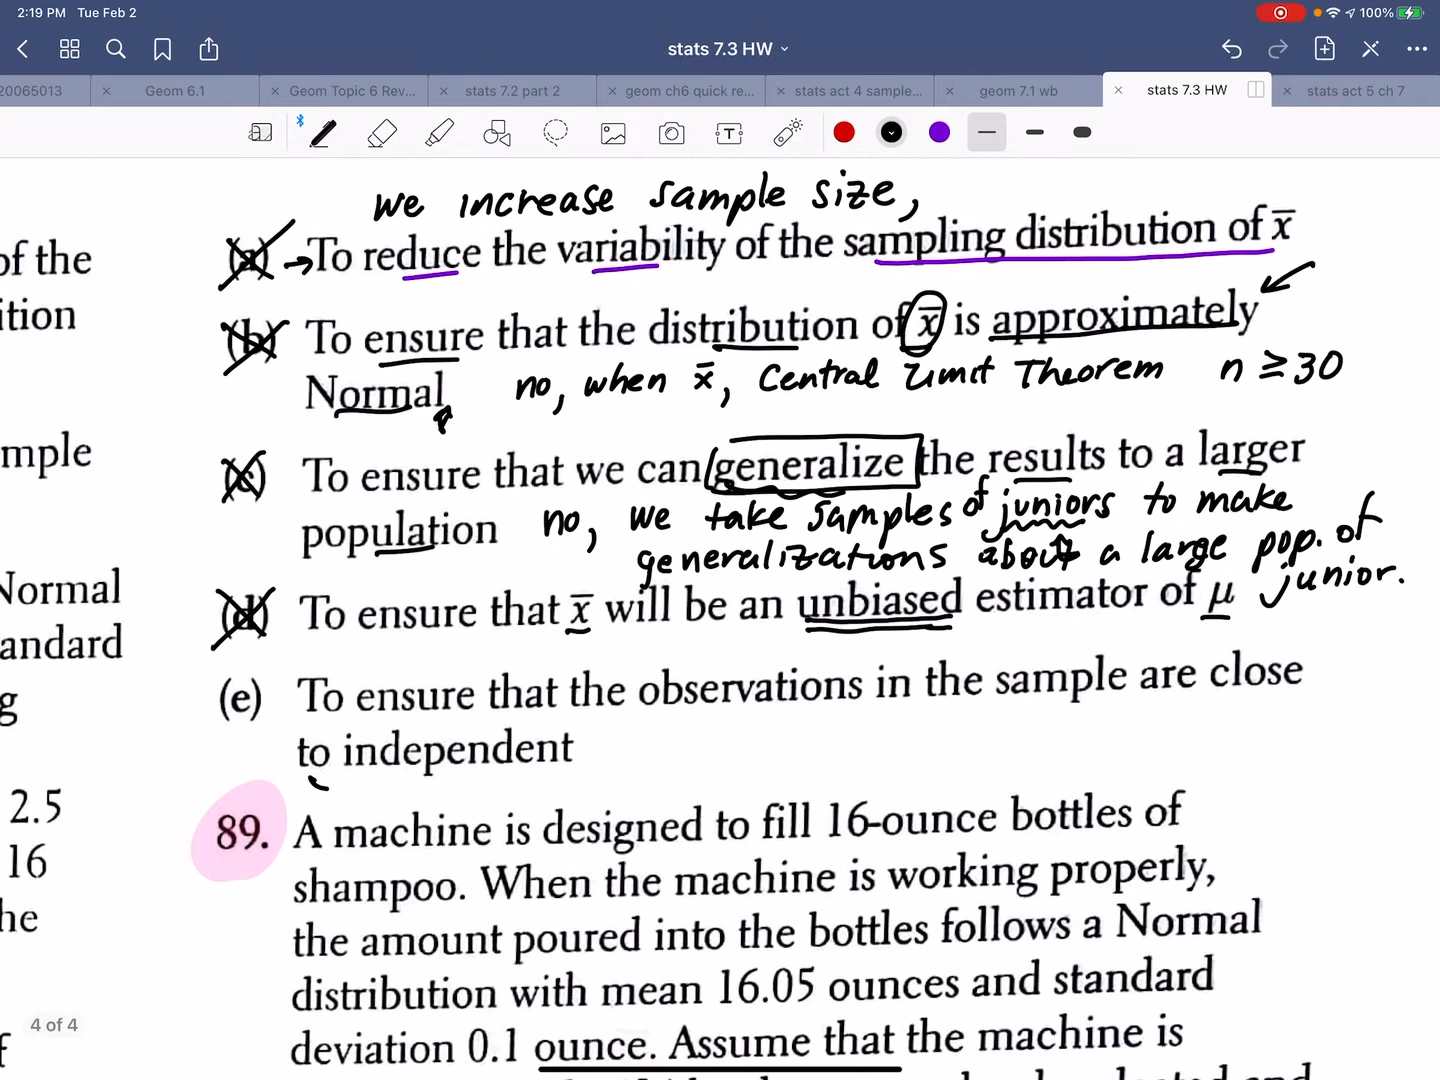 2:19 PM Tue Feb 2
100%
stats 7.3 HW
20065013
Geom 6.1
Geom Topic 6 Rev...
stats 7.2 part 2
geom ch6 quick re...
stats act 4 sample...
geom 7.1 wb
stats 7.3 HW
stats act 5 ch 7
T
we increase sample size,
of the
(a) → To reduce the variability of the sampling distribution of x̄
ition
(b) To ensure that the distribution of x̄ is approximately
Normal no, when x̄, Central Limit Theorem n ≥ 30
mple
(c) To ensure that we can generalize the results to a larger
population no, we take samples of juniors to make
generalizations about a large pop. of
junior.
Normal
(d) To ensure that x̄ will be an unbiased estimator of μ
andard
g
(e) To ensure that the observations in the sample are close
to independent
2.5
89. A machine is designed to fill 16-ounce bottles of
16
shampoo. When the machine is working properly,
he
the amount poured into the bottles follows a Normal
distribution with mean 16.05 ounces and standard
4 of 4
deviation 0.1 ounce. Assume that the machine is
f